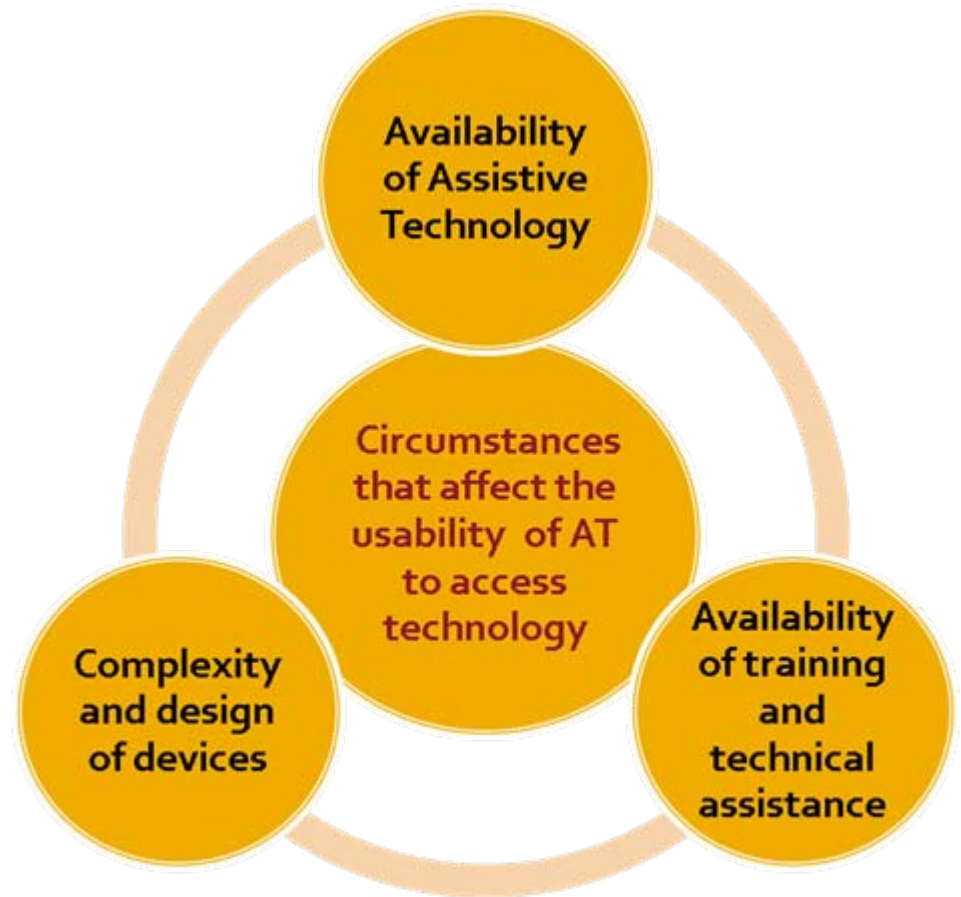 Availability
of Assistive
Technology
Circumstances
that affect the
usability of AT
to access
technology
Complexity
and design
of devices
Availability
of training
and
technical
assistance